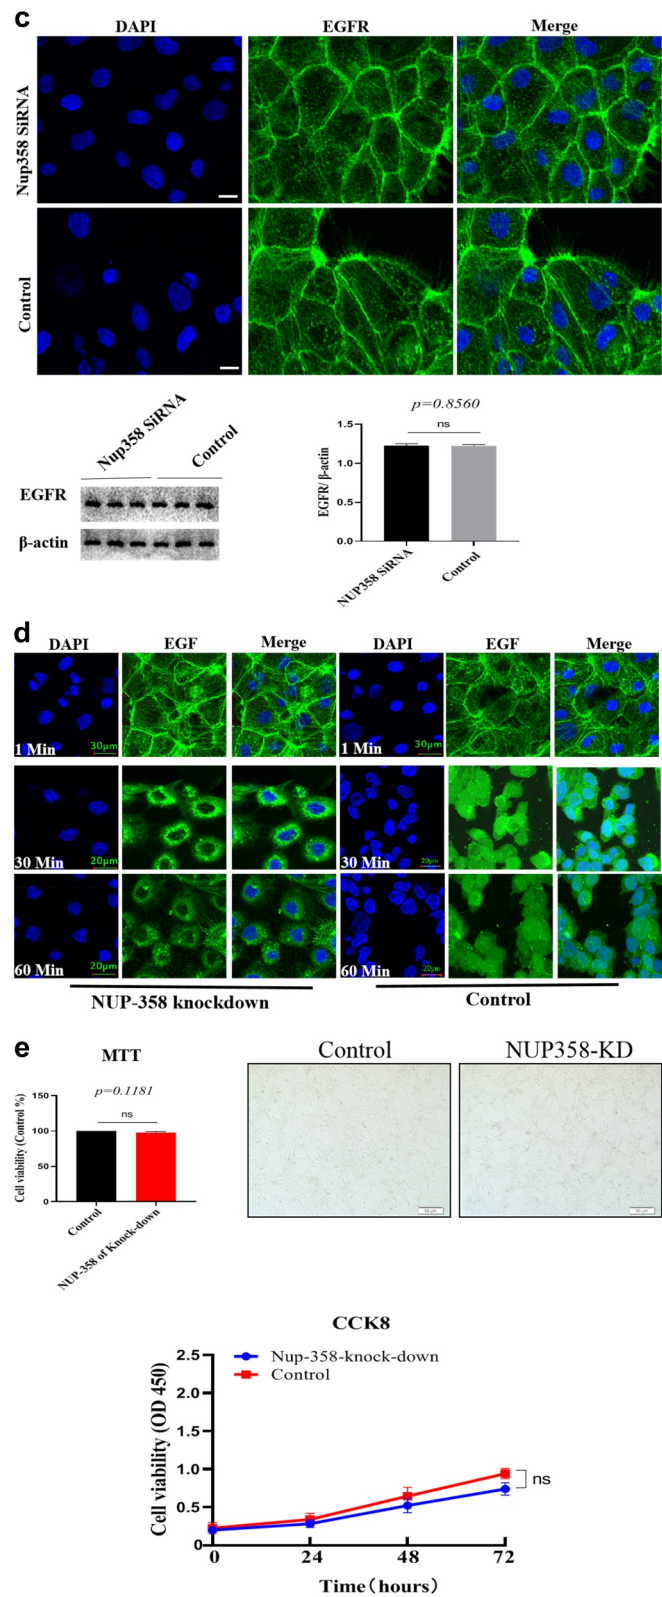 c
DAPI EGFR Merge
Nup358 SiRNA
Control
Nup358 SiRNA Control
EGFR
β-actin
p=0.8560
ns
EGFR/ β-actin
1.5
1.0
0.5
0.0
NUP358 SiRNA Control
d
DAPI EGF Merge DAPI EGF Merge
1 Min 30μm 1 Min 30μm
30 Min 20μm 30 Min 20μm
60 Min 20μm 60 Min 20μm
NUP-358 knockdown Control
e
MTT
p=0.1181
ns
Cell viability (Control %)
150
100
50
0
Control
NUP-358 of Knock-down
Control NUP358-KD
50 μm 50 μm
CCK8
Nup-358-knock-down
Control
Cell viability (OD 450)
2.5
2.0
1.5
1.0
0.5
0
ns
0 24 48 72
Time(hours)